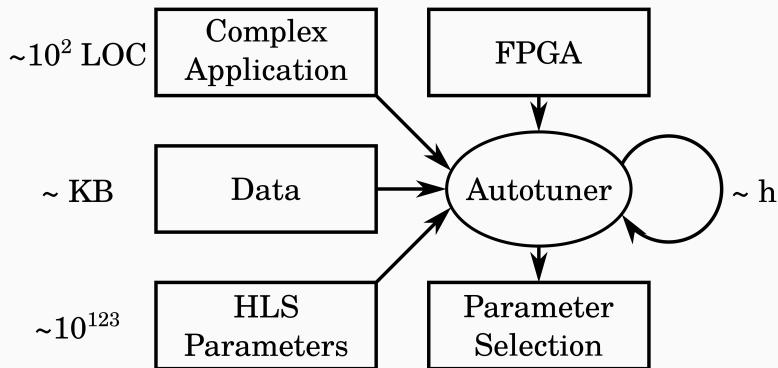 ~10² LOC
Complex
Application
FPGA
~ KB
Data
Autotuner
~ h
~10¹²³
HLS
Parameters
Parameter
Selection